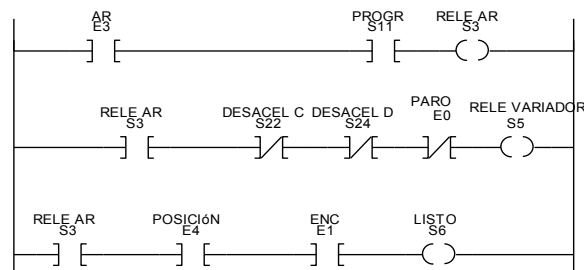 AR PROGR RELE AR
E3 S11 S3
RELE AR DESACEL C DESACEL D PARO RELE VARIADOR
S3 S22 S24 E0 S5
RELE AR POSICIóN ENC LISTO
S3 E4 E1 S6